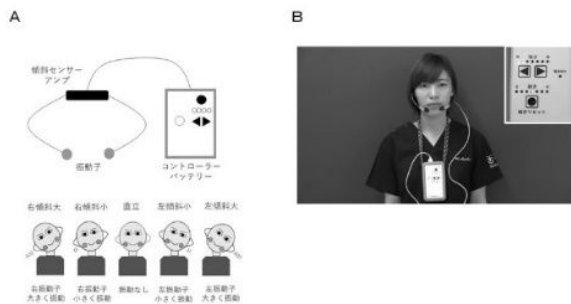 A
傾斜センサー
アンプ
振動子
コントローラー
バッテリー
右傾斜大 右傾斜小 直立 左傾斜小 左傾斜大
右振動子 右振動子 振動なし 左振動子 左振動子
大きく振動 小さく振動 小さく振動 大きく振動
B